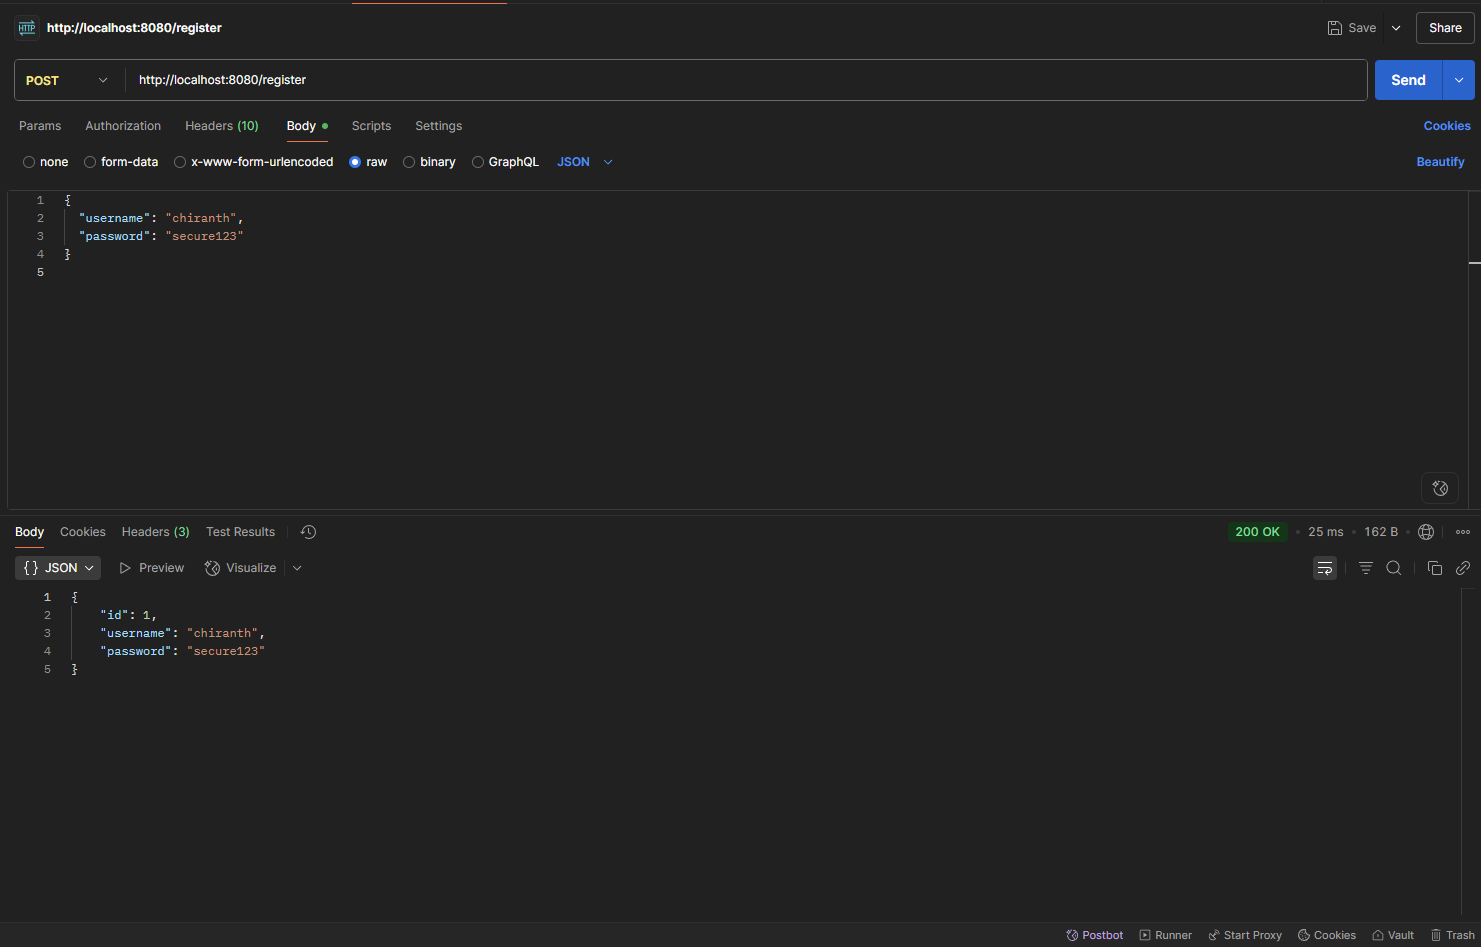 HTTP http://localhost:8080/register Save Share
POST http://localhost:8080/register Send
Params Authorization Headers (10) Body Scripts Settings Cookies
none form-data x-www-form-urlencoded raw binary GraphQL JSON Beautify
1 {
2 "username": "chiranth",
3 "password": "secure123"
4 }
5
Body Cookies Headers (3) Test Results 200 OK 25 ms 162 B
{} JSON Preview Visualize
1 {
2 "id": 1,
3 "username": "chiranth",
4 "password": "secure123"
5 }
Postbot Runner Start Proxy Cookies Vault Trash